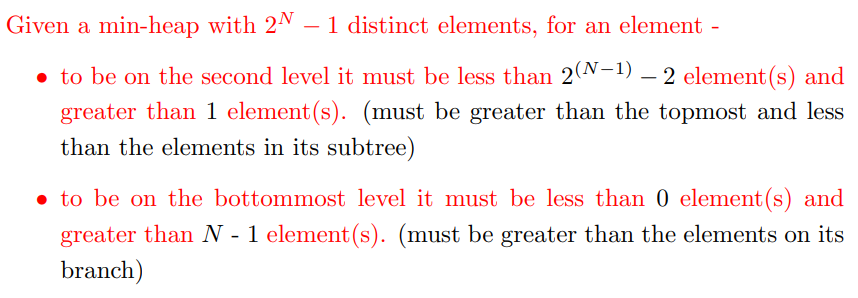 Given a min-heap with 2^N − 1 distinct elements, for an element -
• to be on the second level it must be less than 2^(N−1) − 2 element(s) and
greater than 1 element(s). (must be greater than the topmost and less
than the elements in its subtree)
• to be on the bottommost level it must be less than 0 element(s) and
greater than N - 1 element(s). (must be greater than the elements on its
branch)